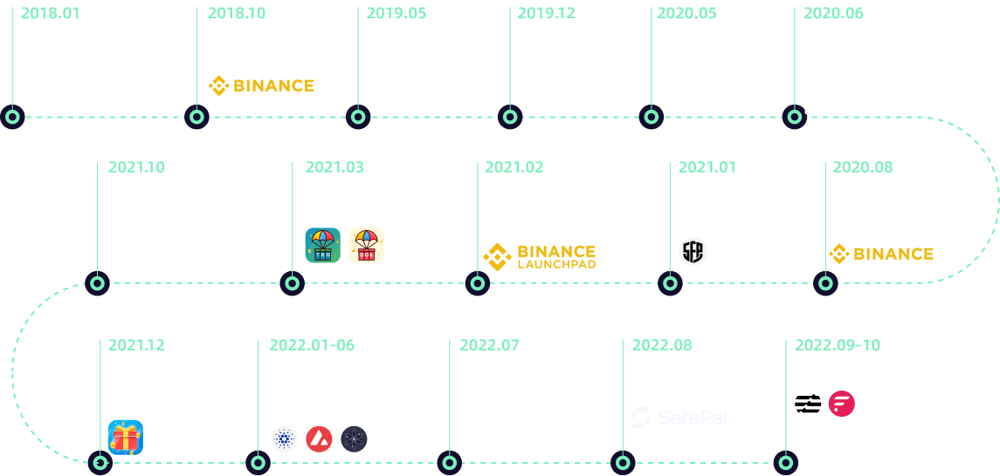 2018.01
2018.10
2019.05
2019.12
2020.05
2020.06
BINANCE
2021.10
2021.03
2021.02
2021.01
2020.08
TKO
BINANCE
LAUNCHPAD
SFP
BINANCE
2021.12
2022.01-06
2022.07
2022.08
2022.09-10
SafePal